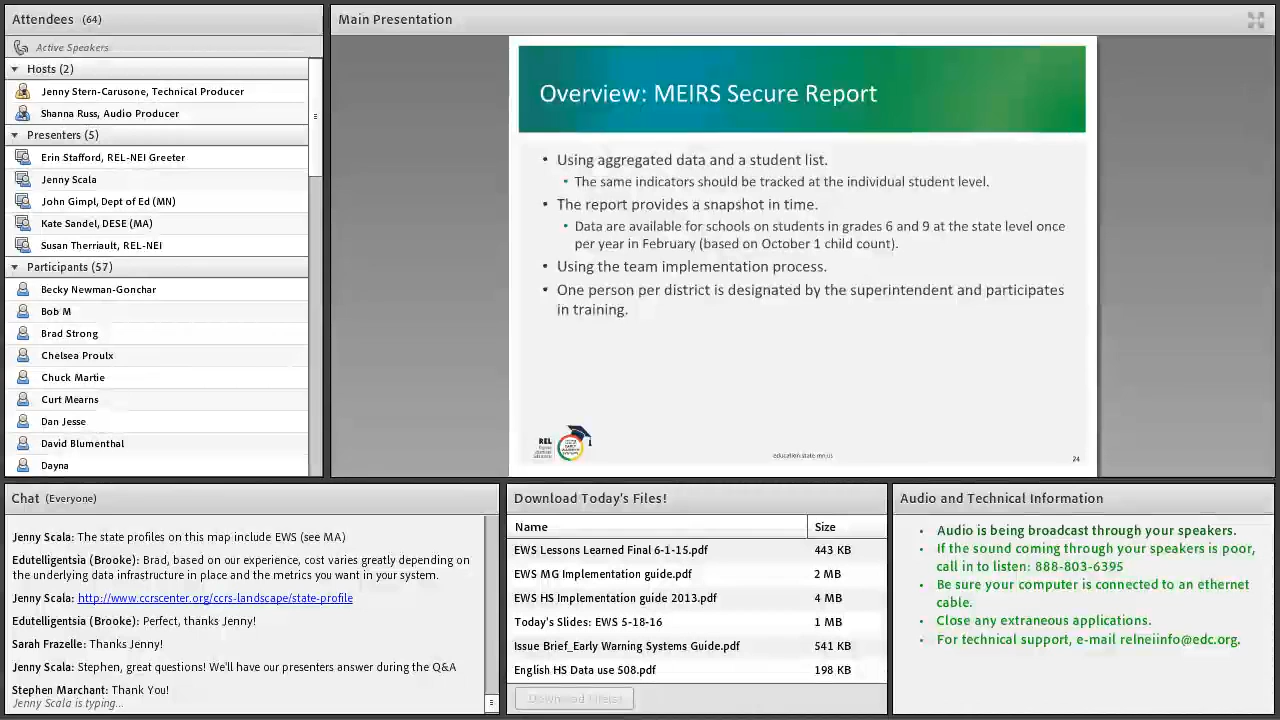 Attendees (64)
Active Speakers
Hosts (2)
Jenny Stern-Carusone, Technical Producer
Shanna Russ, Audio Producer
Presenters (5)
Erin Stafford, REL-NEI Greeter
Jenny Scala
John Gimpl, Dept of Ed (MN)
Kate Sandel, DESE (MA)
Susan Therriault, REL-NEI
Participants (57)
Becky Newman-Gonchar
Bob M
Brad Strong
Chelsea Proulx
Chuck Martie
Curt Mearns
Dan Jesse
David Blumenthal
Dayna
Main Presentation
Overview: MEIRS Secure Report
• Using aggregated data and a student list.
• The same indicators should be tracked at the individual student level.
• The report provides a snapshot in time.
• Data are available for schools on students in grades 6 and 9 at the state level once
per year in February (based on October 1 child count).
• Using the team implementation process.
• One person per district is designated by the superintendent and participates
in training.
REL
education.state.mn.us
24
Chat (Everyone)
Jenny Scala: The state profiles on this map include EWS (see MA)
Edutelligentsia (Brooke): Brad, based on our experience, cost varies greatly depending on
the underlying data infrastructure in place and the metrics you want in your system.
Jenny Scala: http://www.ccrscenter.org/ccrs-landscape/state-profile
Edutelligentsia (Brooke): Perfect, thanks Jenny!
Sarah Frazelle: Thanks Jenny!
Jenny Scala: Stephen, great questions! We'll have our presenters answer during the Q&A
Stephen Marchant: Thank You!
Jenny Scala is typing...
Download Today's Files!
Name Size
EWS Lessons Learned Final 6-1-15.pdf 443 KB
EWS MG Implementation guide.pdf 2 MB
EWS HS Implementation guide 2013.pdf 4 MB
Today's Slides: EWS 5-18-16 1 MB
Issue Brief_Early Warning Systems Guide.pdf 541 KB
English HS Data use 508.pdf 198 KB
Download File(s)
Audio and Technical Information
• Audio is being broadcast through your speakers.
• If the sound coming through your speakers is poor,
call in to listen: 888-803-6395
• Be sure your computer is connected to an ethernet
cable.
• Close any extraneous applications.
• For technical support, e-mail relneiinfo@edc.org.